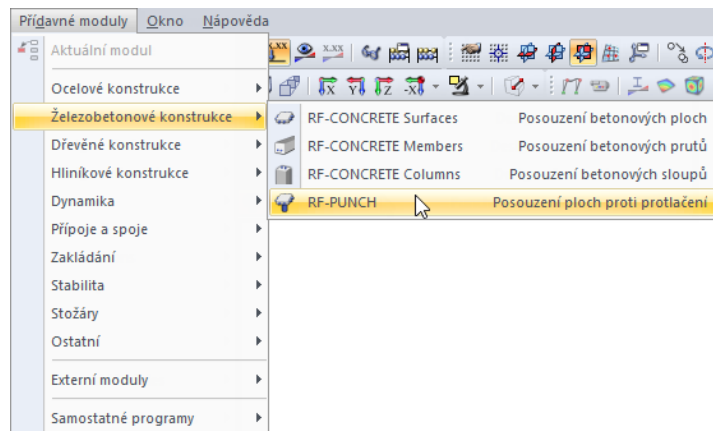 Přídavné moduly Okno Nápověda
Aktuální modul
Ocelové konstrukce
Železobetonové konstrukce
RF-CONCRETE Surfaces Posouzení betonových ploch
Dřevěné konstrukce
RF-CONCRETE Members Posouzení betonových prutů
Hliníkové konstrukce
RF-CONCRETE Columns Posouzení betonových sloupů
Dynamika
RF-PUNCH Posouzení ploch proti protlačení
Přípoje a spoje
Zakládání
Stabilita
Stožáry
Ostatní
Externí moduly
Samostatné programy